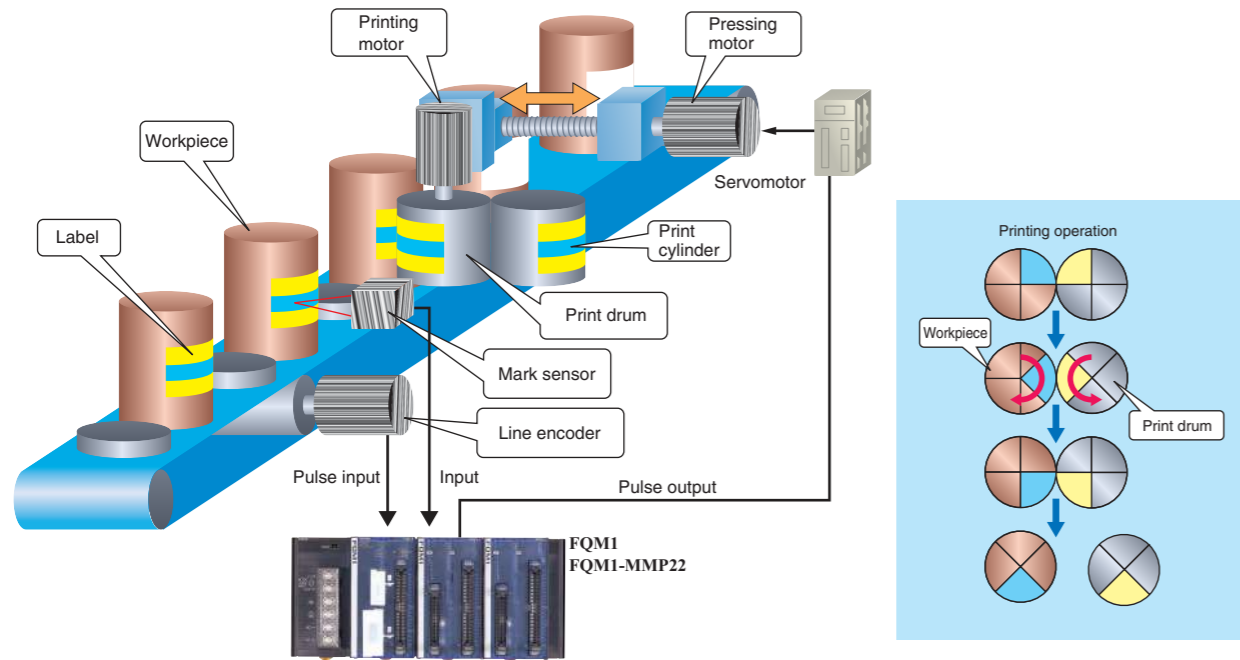 Printing
motor
Pressing
motor
Workpiece
Servomotor
Label
Print
cylinder
Print drum
Mark sensor
Line encoder
Pulse input
Input
Pulse output
FQM1
FQM1-MMP22
Printing operation
Workpiece
Print drum